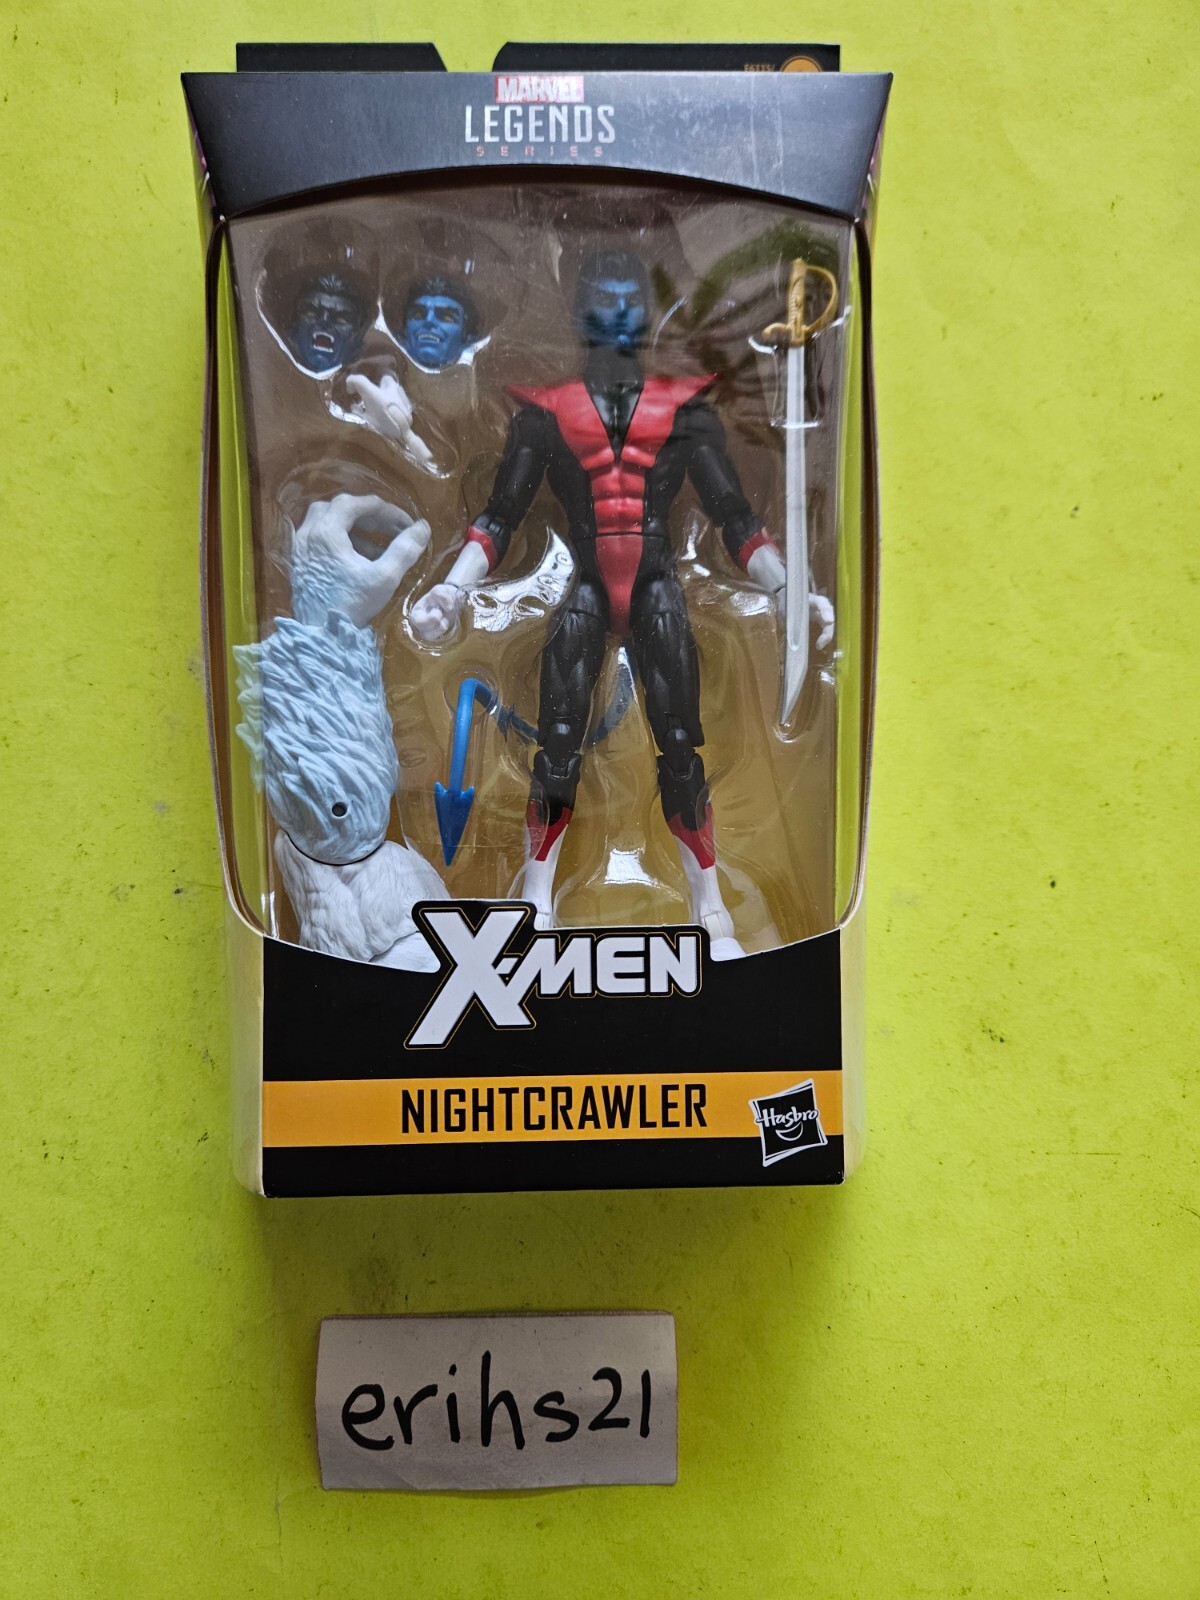 MARVEL
LEGENDS
SERIES
X-MEN
NIGHTCRAWLER
Hasbro
erihs21